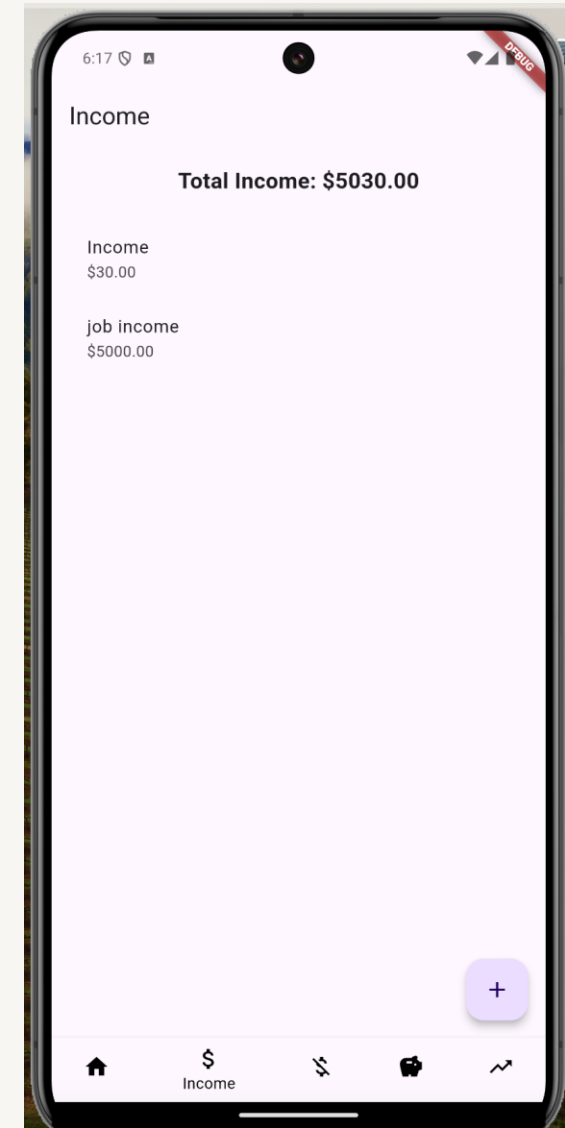 6:17
DEBUG
Income
Total Income: $5030.00
Income
$30.00
job income
$5000.00
+
$
Income